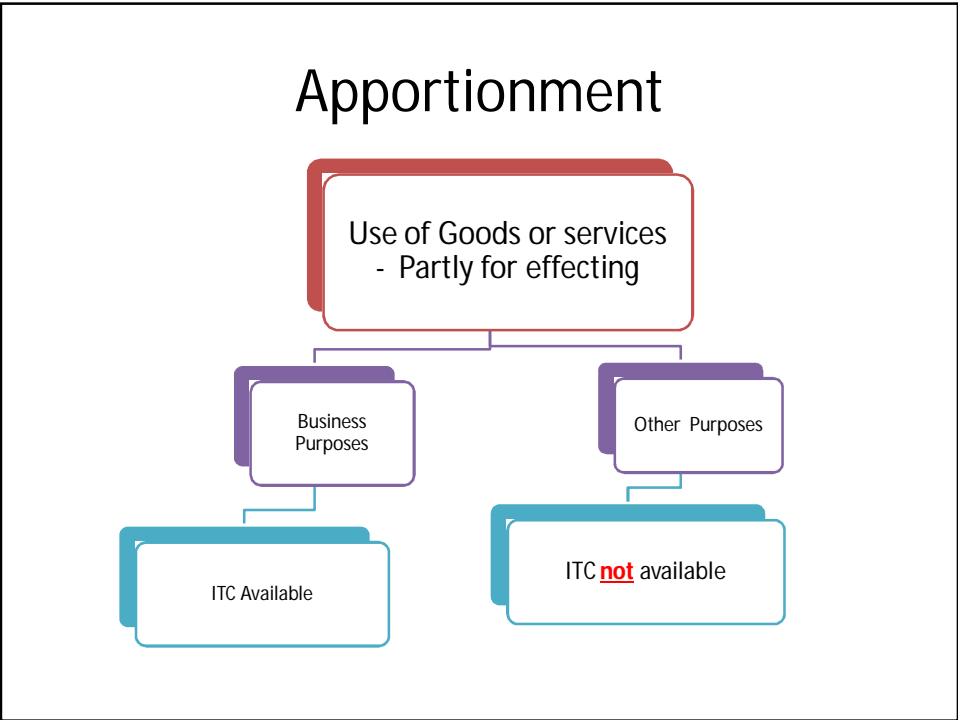 Apportionment
Use of Goods or services
- Partly for effecting
Business
Purposes
Other Purposes
ITC Available
ITC not available